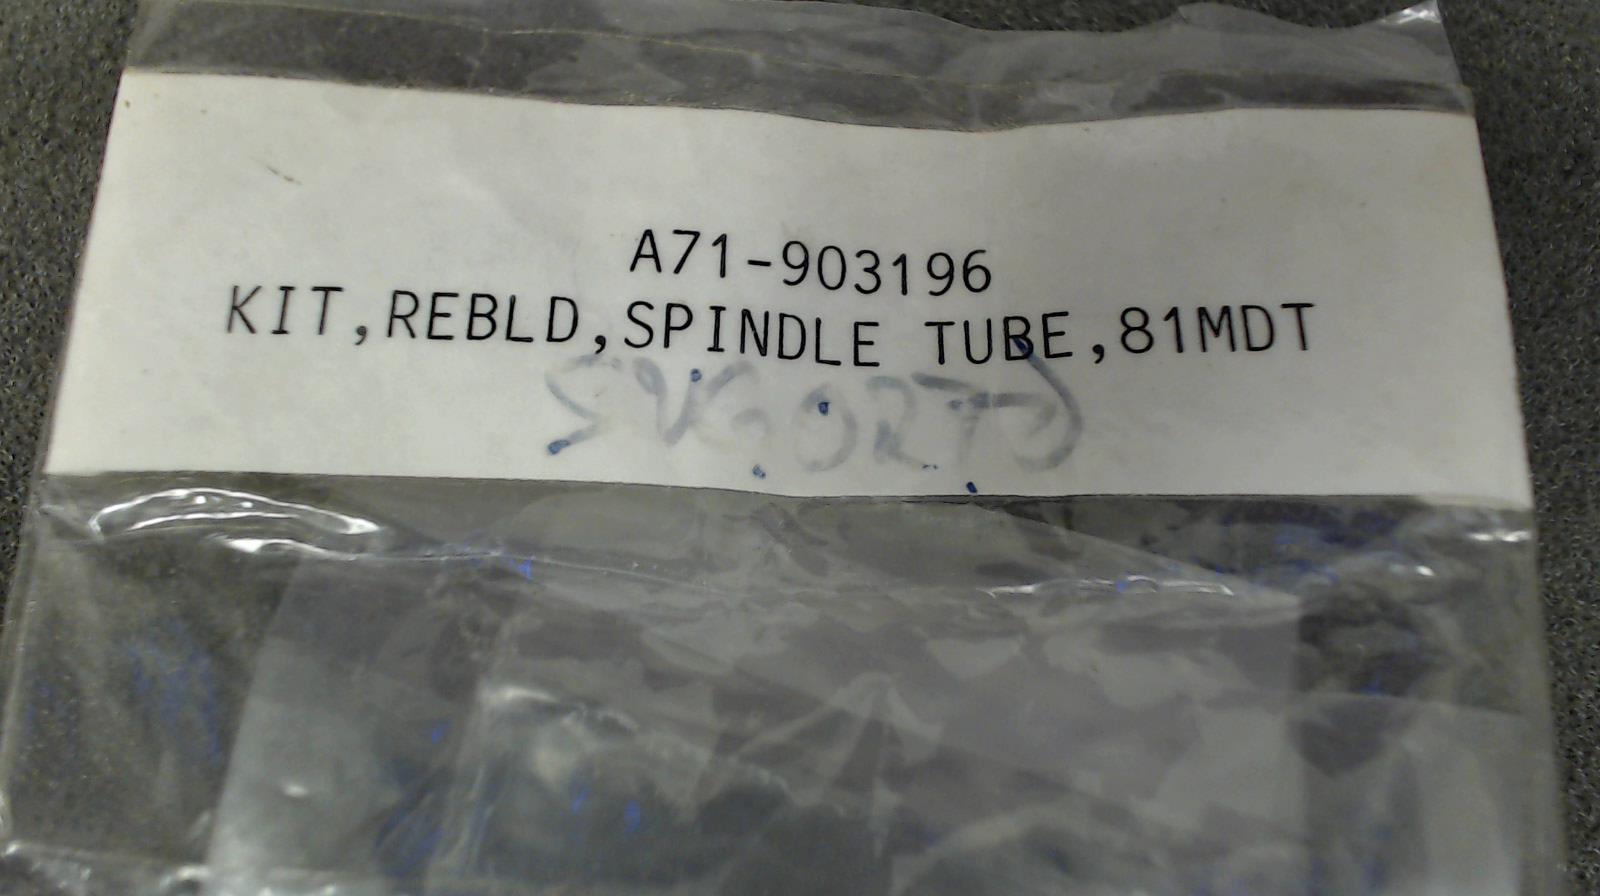 A71-903196
KIT,REBLD,SPINDLE TUBE,81MDT